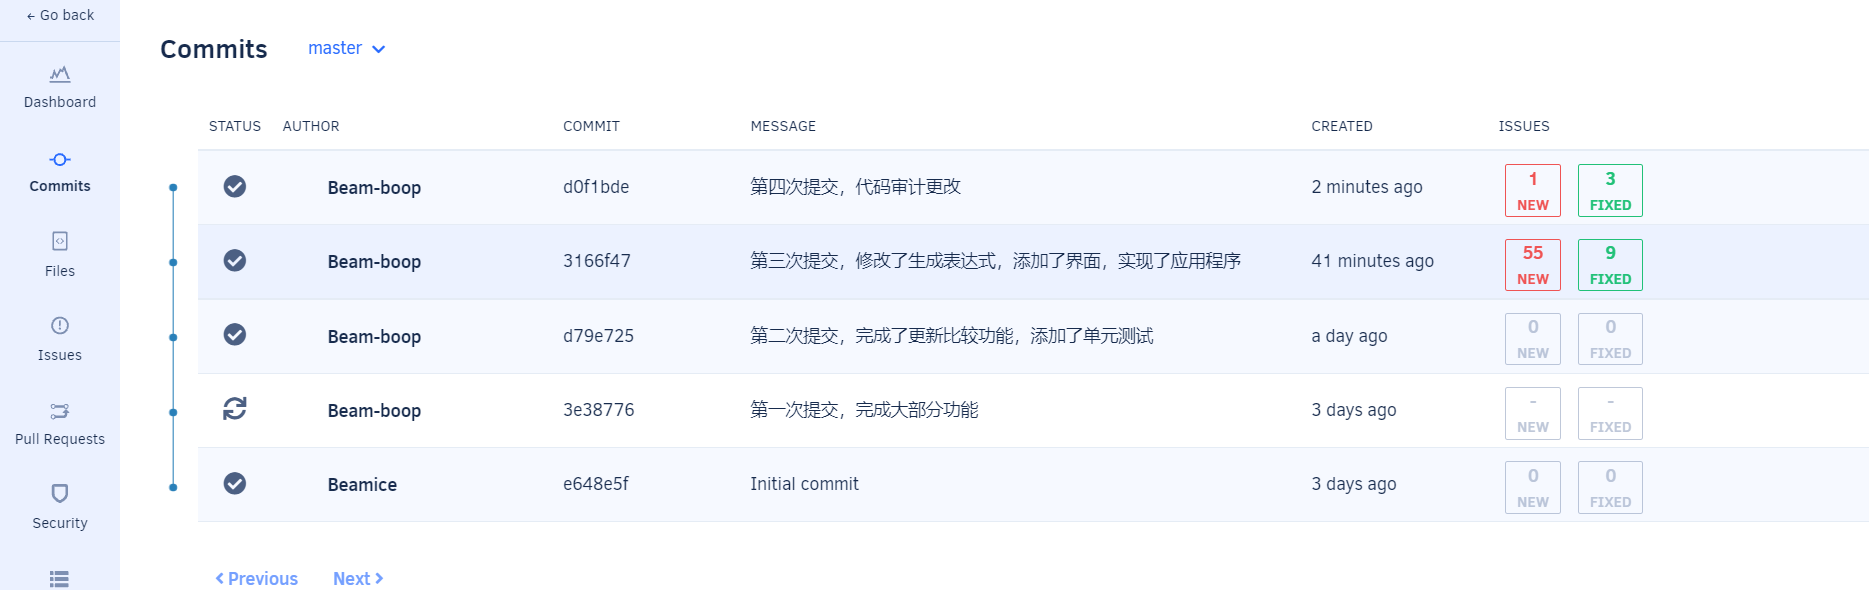 ← Go back
Dashboard
Commits
Files
Issues
Pull Requests
Security
Commits master
STATUS AUTHOR COMMIT MESSAGE CREATED ISSUES
Beam-boop d0f1bde 第四次提交，代码审计更改 2 minutes ago 1 NEW 3 FIXED
Beam-boop 3166f47 第三次提交，修改了生成表达式，添加了界面，实现了应用程序 41 minutes ago 55 NEW 9 FIXED
Beam-boop d79e725 第二次提交，完成了更新比较功能，添加了单元测试 a day ago 0 NEW 0 FIXED
Beam-boop 3e38776 第一次提交，完成大部分功能 3 days ago - NEW - FIXED
Beamice e648e5f Initial commit 3 days ago 0 NEW 0 FIXED
Previous Next